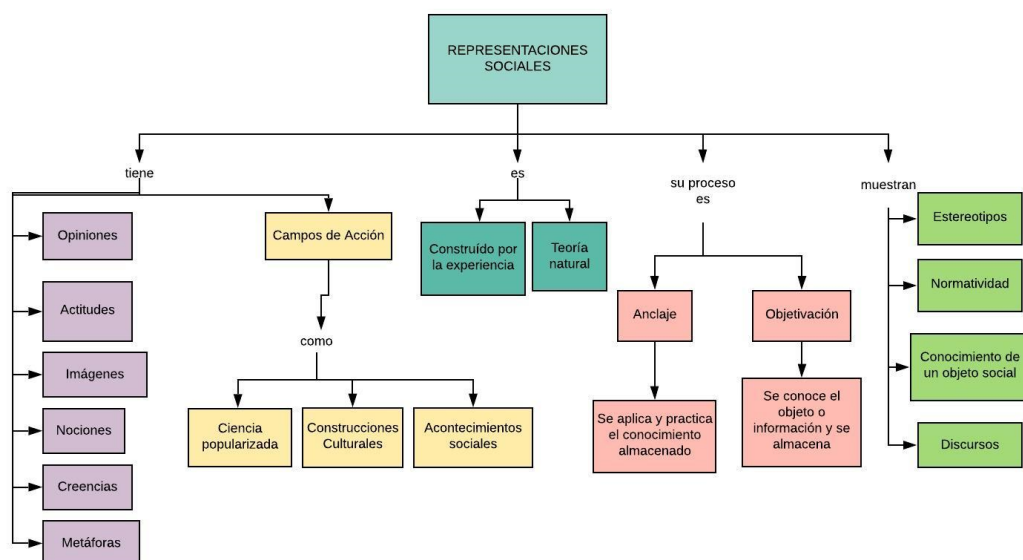 REPRESENTACIONES
SOCIALES
tiene
es
su proceso
es
muestran
Opiniones
Actitudes
Imágenes
Nociones
Creencias
Metáforas
Campos de Acción
como
Ciencia
popularizada
Construcciones
Culturales
Acontecimientos
sociales
Construído por
la experiencia
Teoría
natural
Anclaje
Se aplica y practica
el conocimiento
almacenado
Objetivación
Se conoce el
objeto o
información y se
almacena
Estereotipos
Normatividad
Conocimiento de
un objeto social
Discursos